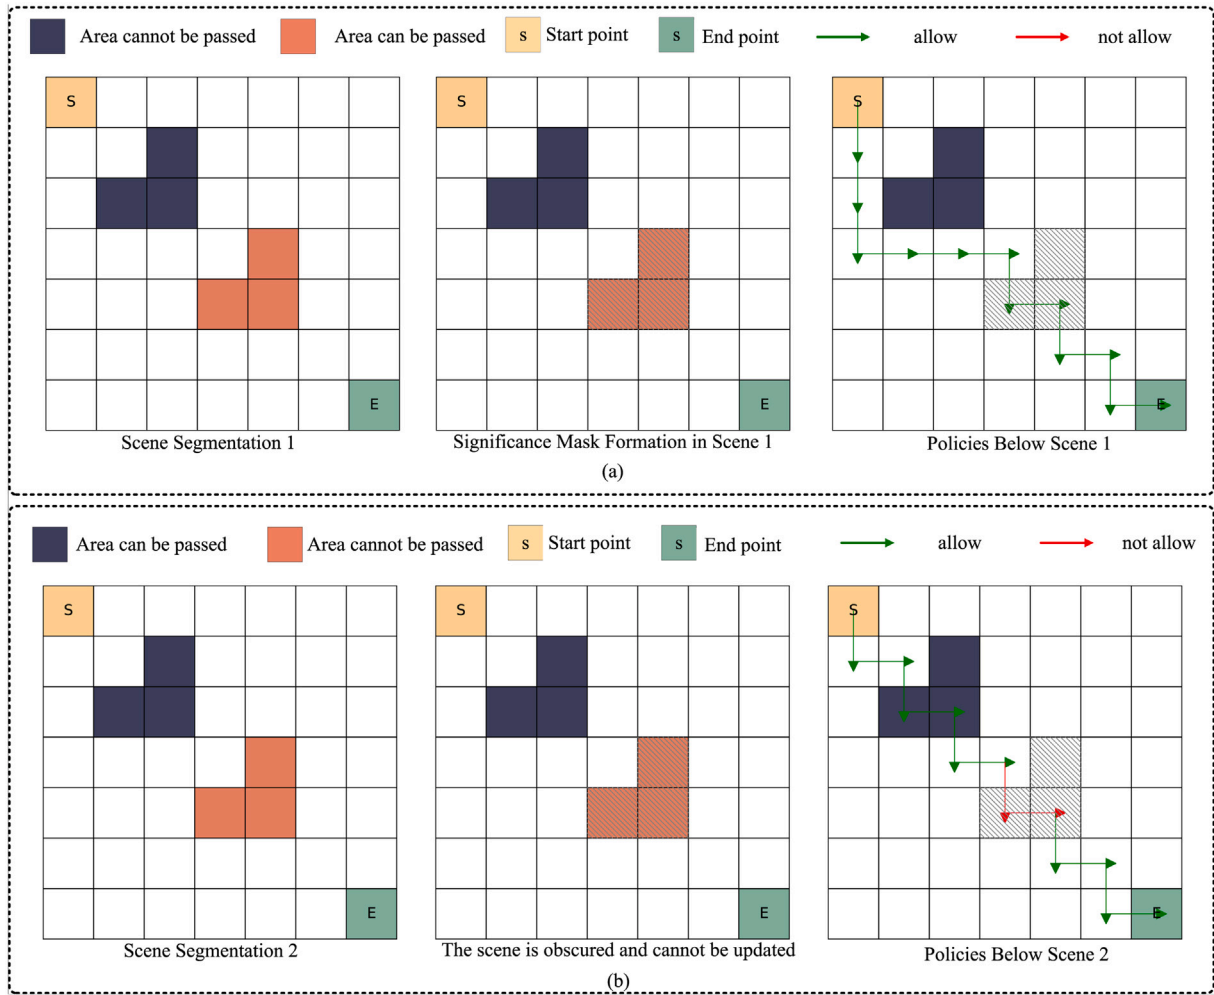 Area cannot be passed Area can be passed s Start point s End point allow not allow
S S S
E E E
Scene Segmentation 1 Significance Mask Formation in Scene 1 Policies Below Scene 1
(a)
Area can be passed Area cannot be passed s Start point s End point allow not allow
S S S
E E E
Scene Segmentation 2 The scene is obscured and cannot be updated Policies Below Scene 2
(b)